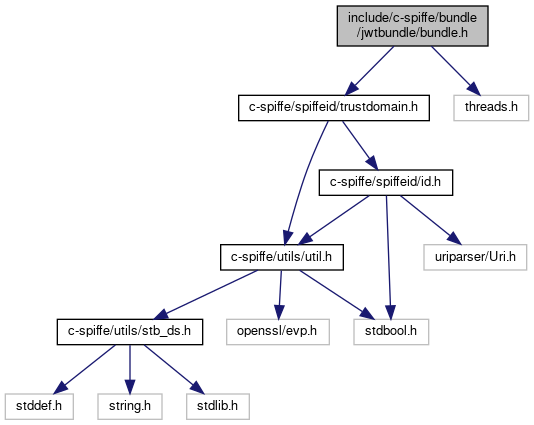 include/c-spiffe/bundle
/jwtbundle/bundle.h
c-spiffe/spiffeid/trustdomain.h
threads.h
c-spiffe/spiffeid/id.h
c-spiffe/utils/util.h
uriparser/Uri.h
c-spiffe/utils/stb_ds.h
openssl/evp.h
stdbool.h
stddef.h
string.h
stdlib.h